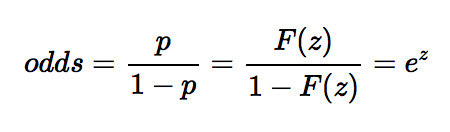 odds = p / (1 − p) = F(z) / (1 − F(z)) = e^z